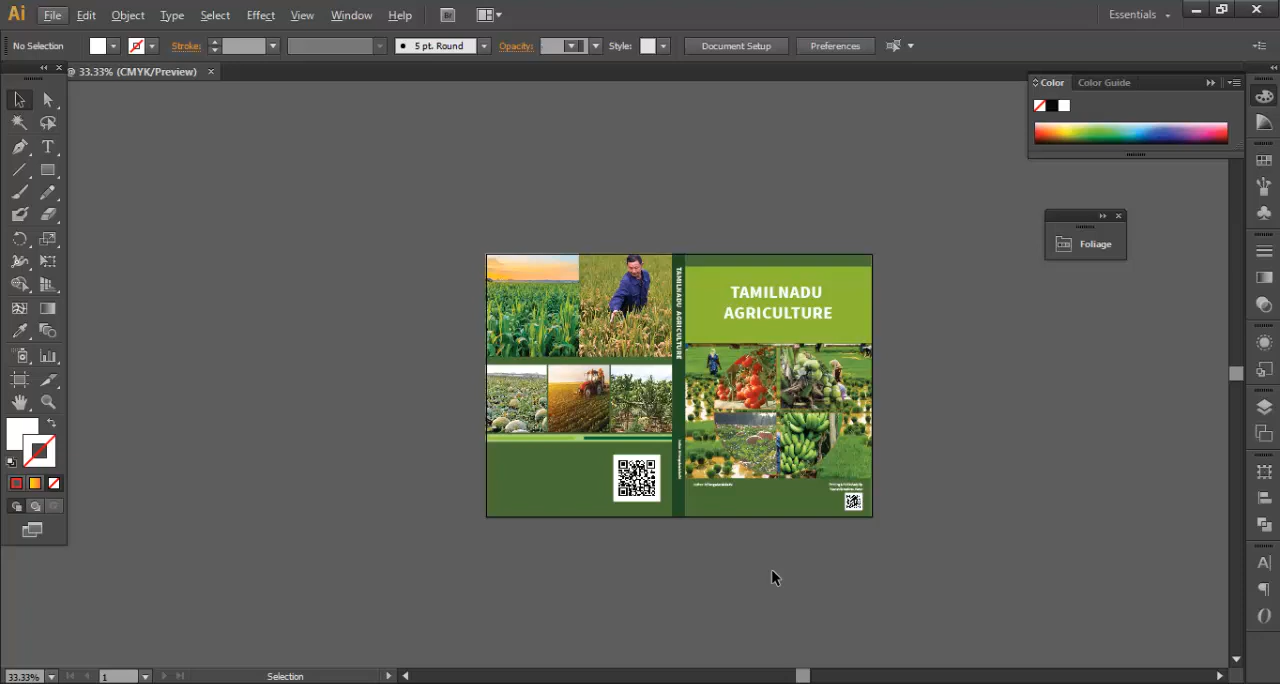 Ai File Edit Object Type Select Effect View Window Help Br Essentials
No Selection Stroke: 5 pt. Round Opacity: Style: Document Setup Preferences
@ 33.33% (CMYK/Preview) ×
Color Color Guide
Foliage
TAMILNADU AGRICULTURE
TAMILNADU
AGRICULTURE
33.33% 1 Selection